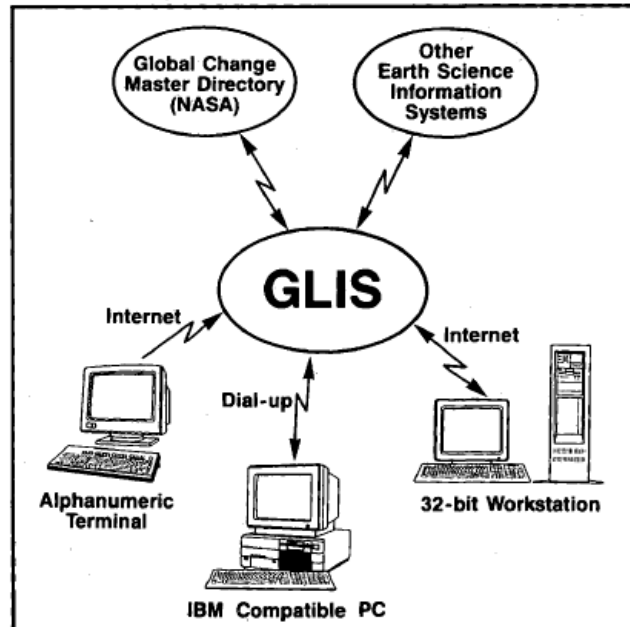 Global Change
Master Directory
(NASA)
Other
Earth Science
Information
Systems
GLIS
Internet
Internet
Dial-up
Alphanumeric
Terminal
32-bit Workstation
IBM Compatible PC